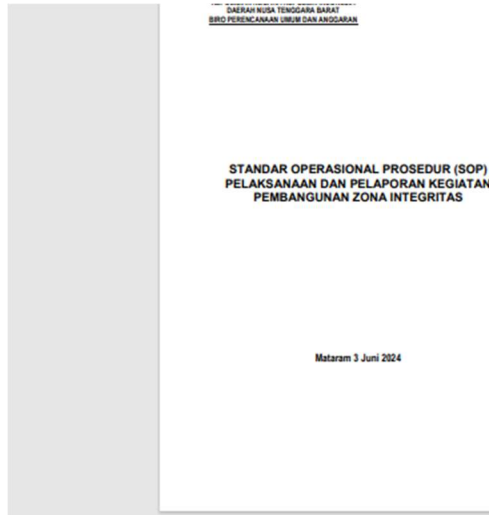 DAERAH NUSA TENGGARA BARAT
BIRO PERENCANAAN UMUM DAN ANGGARAN
STANDAR OPERASIONAL PROSEDUR (SOP)
PELAKSANAAN DAN PELAPORAN KEGIATAN
PEMBANGUNAN ZONA INTEGRITAS
Mataram 3 Juni 2024